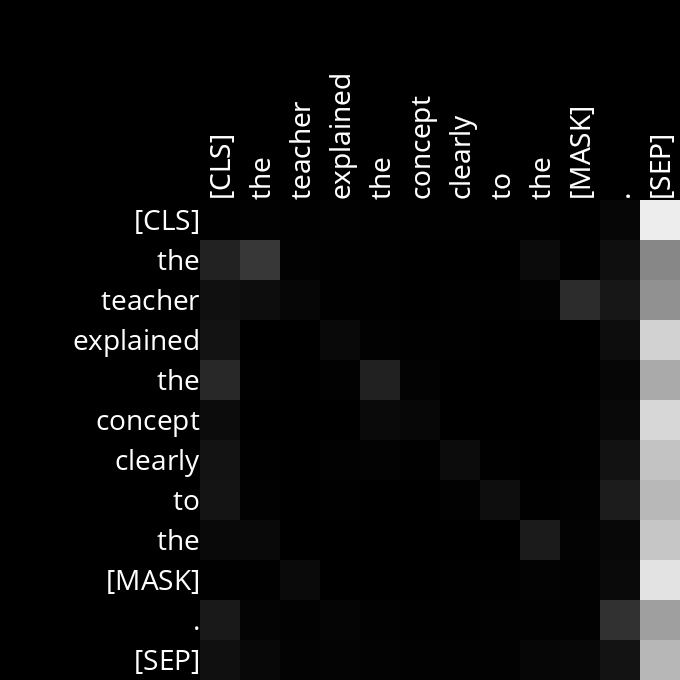 [CLS]
the
teacher
explained
the
concept
clearly
to
the
[MASK]
.
[SEP]
[CLS]
the
teacher
explained
the
concept
clearly
to
the
[MASK]
.
[SEP]